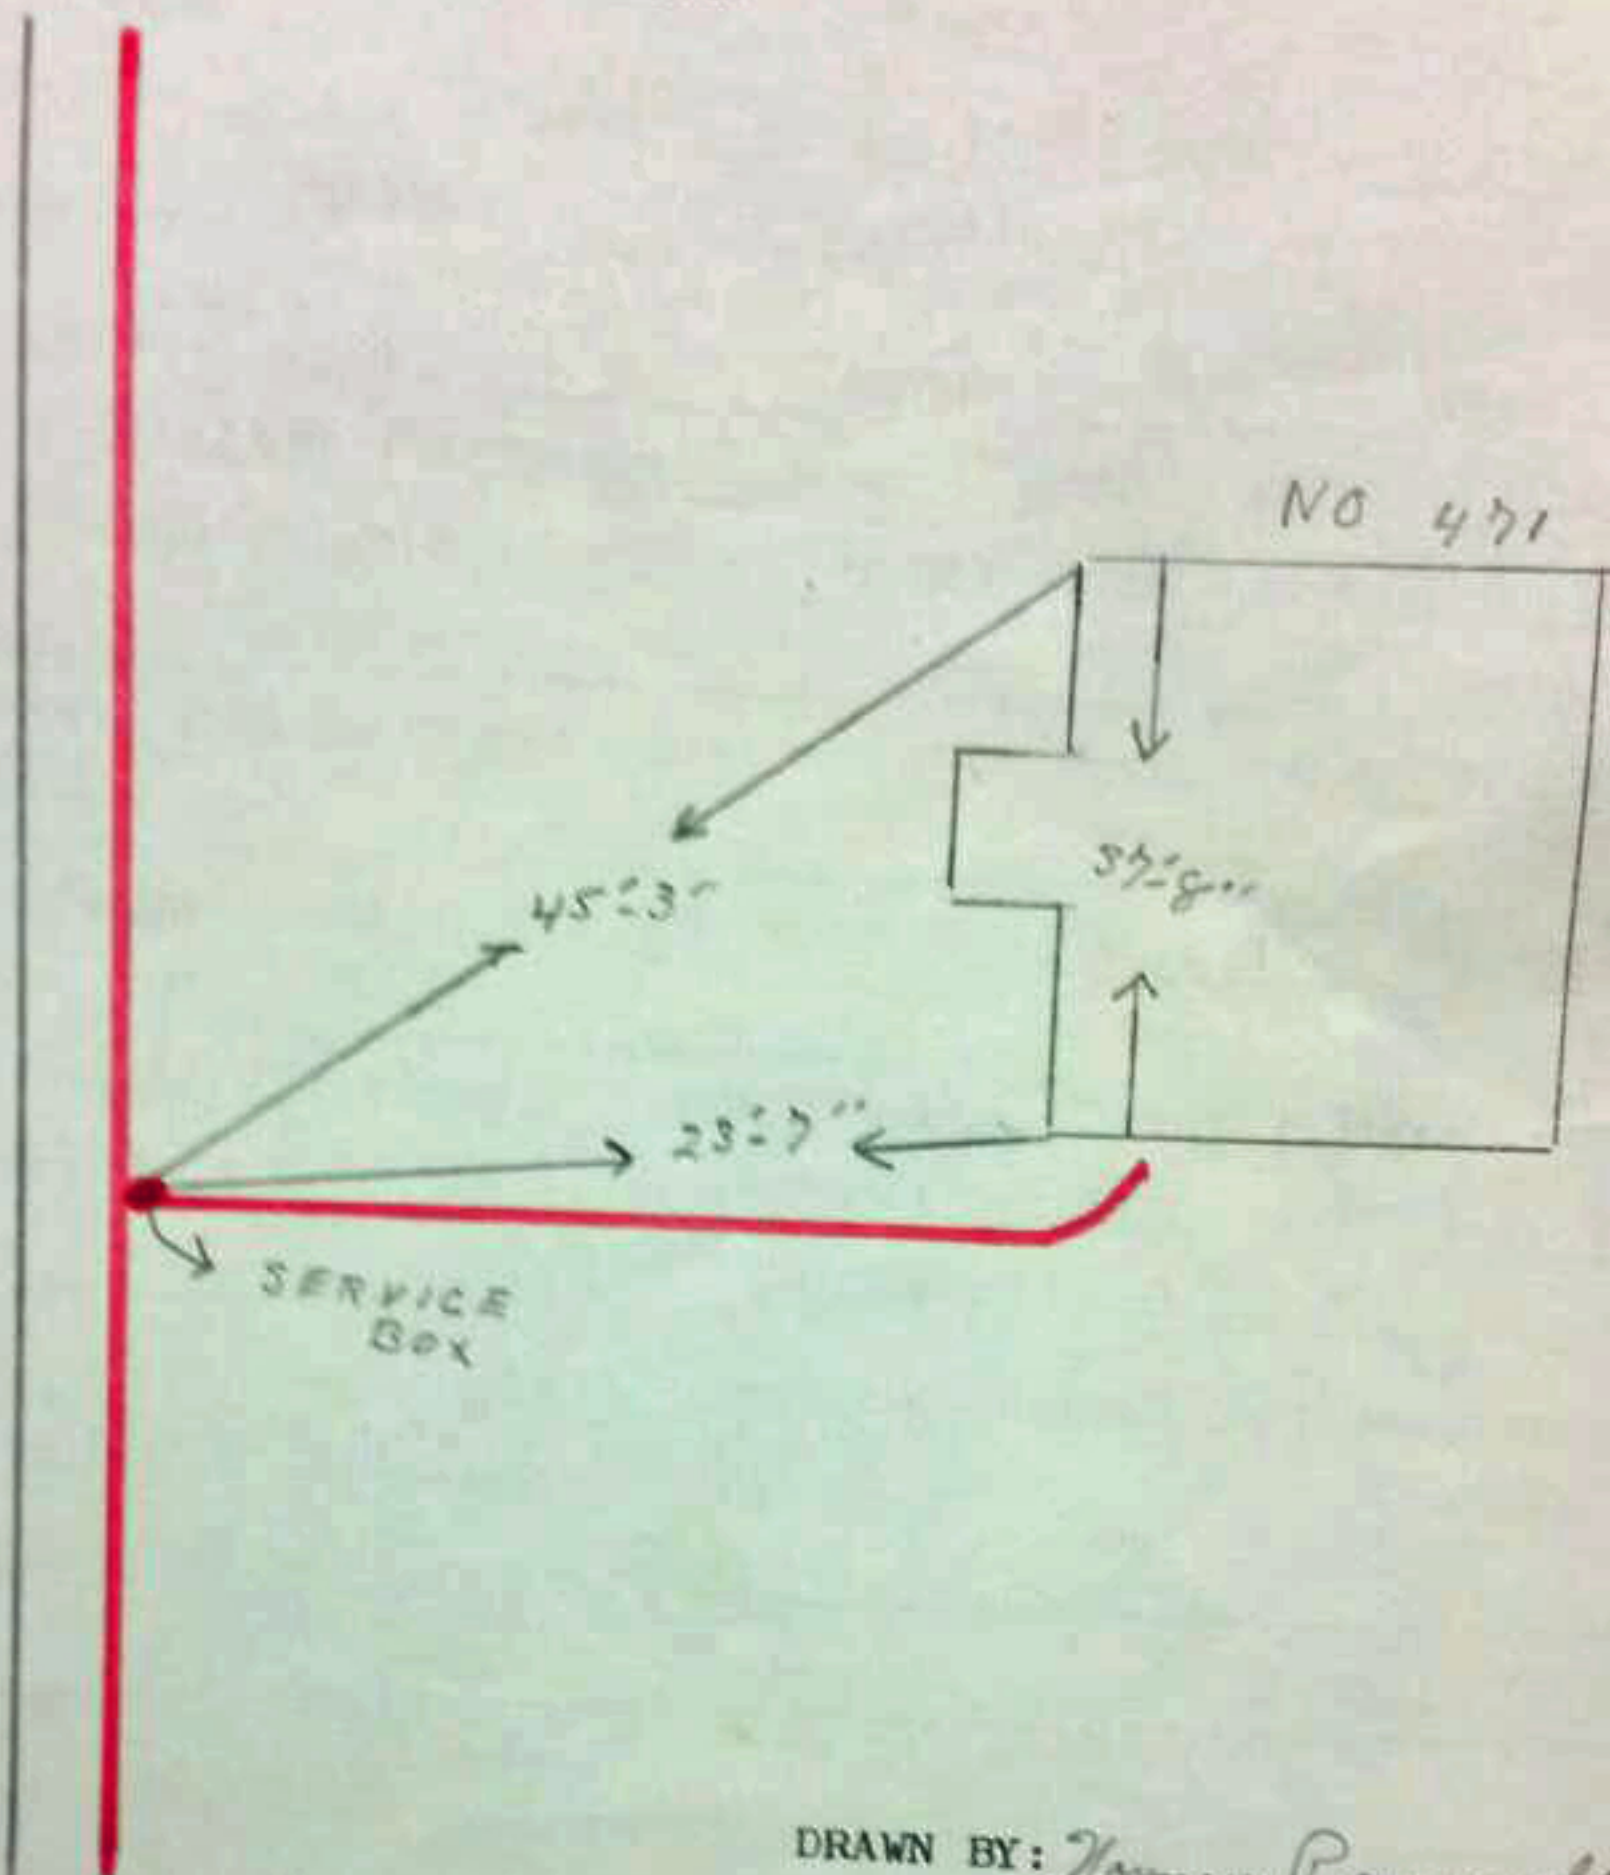 NO 471
37'-8"
45'-3"
23'-7"
SERVICE
BOX
DRAWN BY: